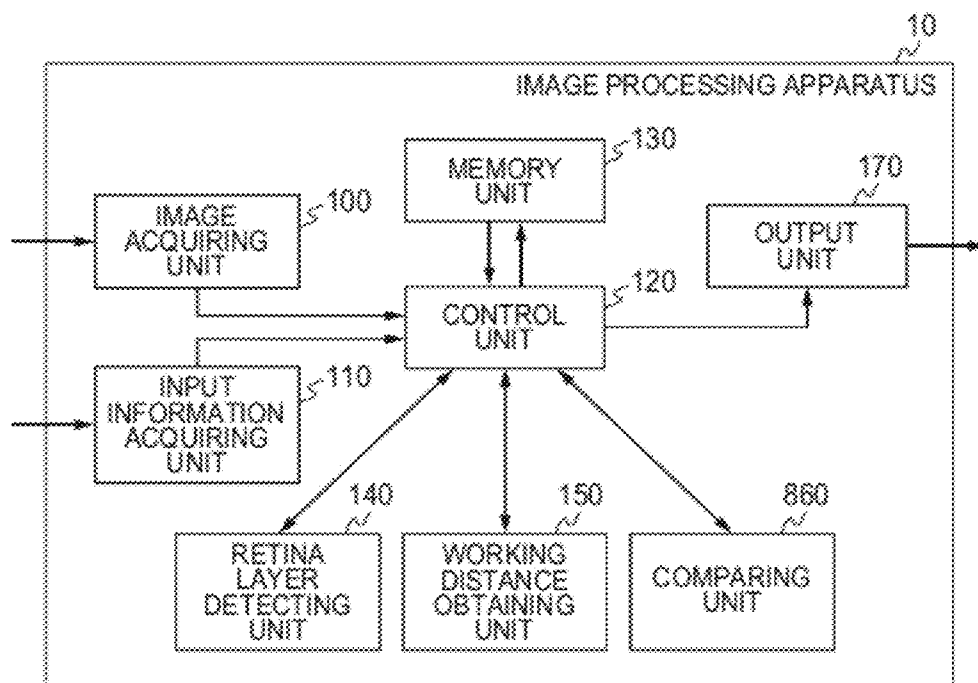 10
IMAGE PROCESSING APPARATUS
130
MEMORY
UNIT
100
IMAGE
ACQUIRING
UNIT
170
OUTPUT
UNIT
120
CONTROL
UNIT
110
INPUT
INFORMATION
ACQUIRING
UNIT
140
RETINA
LAYER
DETECTING
UNIT
150
WORKING
DISTANCE
OBTAINING
UNIT
860
COMPARING
UNIT